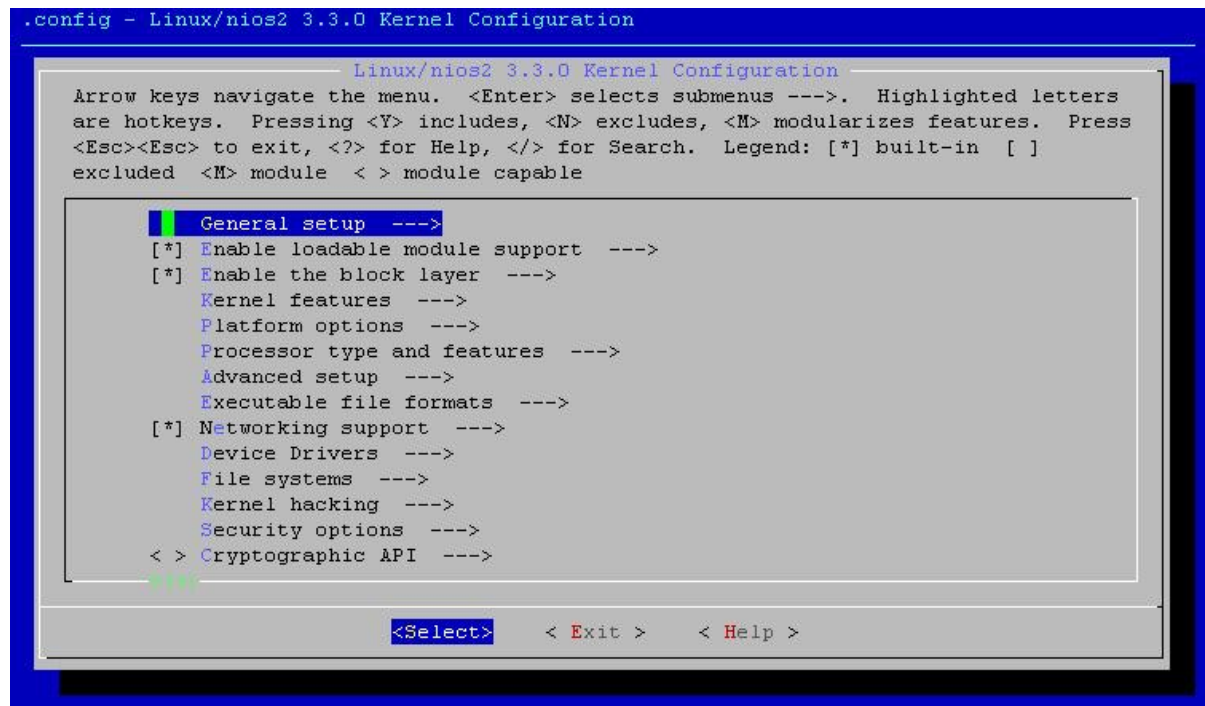 .config - Linux/nios2 3.3.0 Kernel Configuration
Linux/nios2 3.3.0 Kernel Configuration
Arrow keys navigate the menu.  <Enter> selects submenus --->.  Highlighted letters
are hotkeys.  Pressing <Y> includes, <N> excludes, <M> modularizes features.  Press
<Esc><Esc> to exit, <?> for Help, </> for Search.  Legend: [*] built-in  [ ]
excluded  <M> module  < > module capable
General setup  --->
[*] Enable loadable module support  --->
[*] Enable the block layer  --->
Kernel features  --->
Platform options  --->
Processor type and features  --->
Advanced setup  --->
Executable file formats  --->
[*] Networking support  --->
Device Drivers  --->
File systems  --->
Kernel hacking  --->
Security options  --->
< > Cryptographic API  --->
<Select>    < Exit >    < Help >